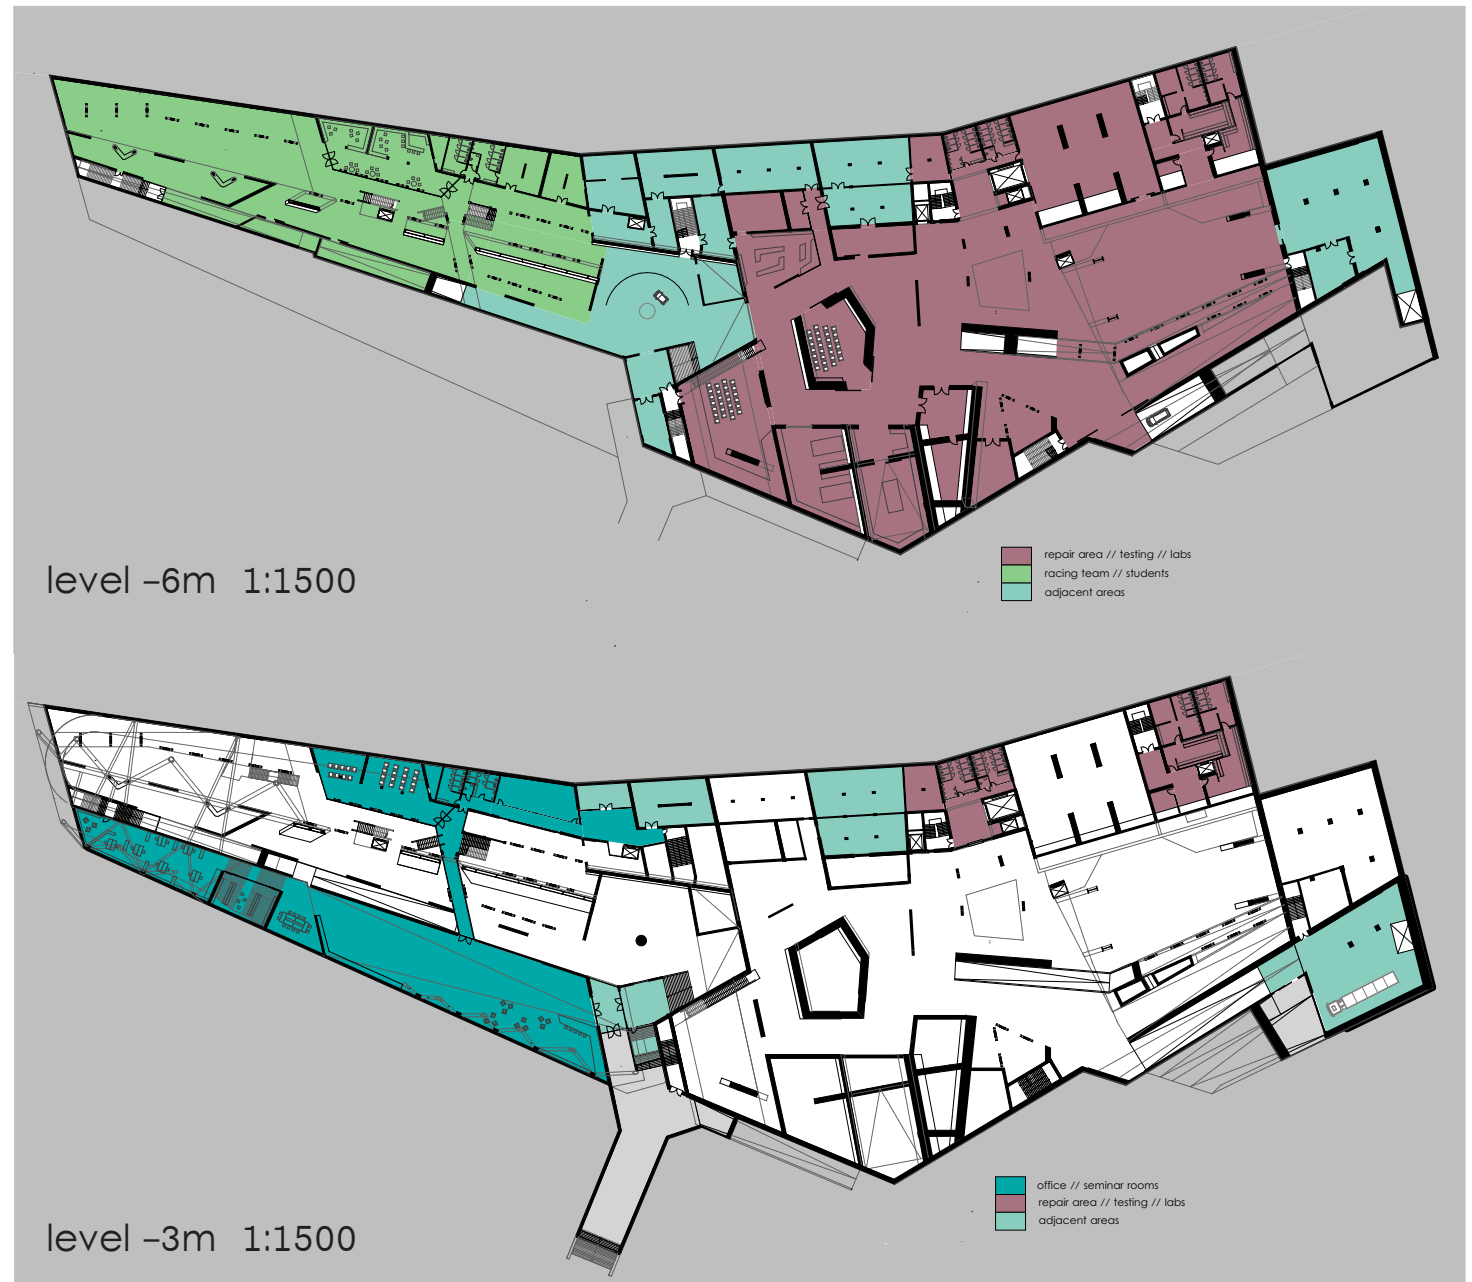 repair area // testing // labs
racing team // students
adjacent areas
level -6m 1:1500
office // seminar rooms
repair area // testing // labs
adjacent areas
level -3m 1:1500